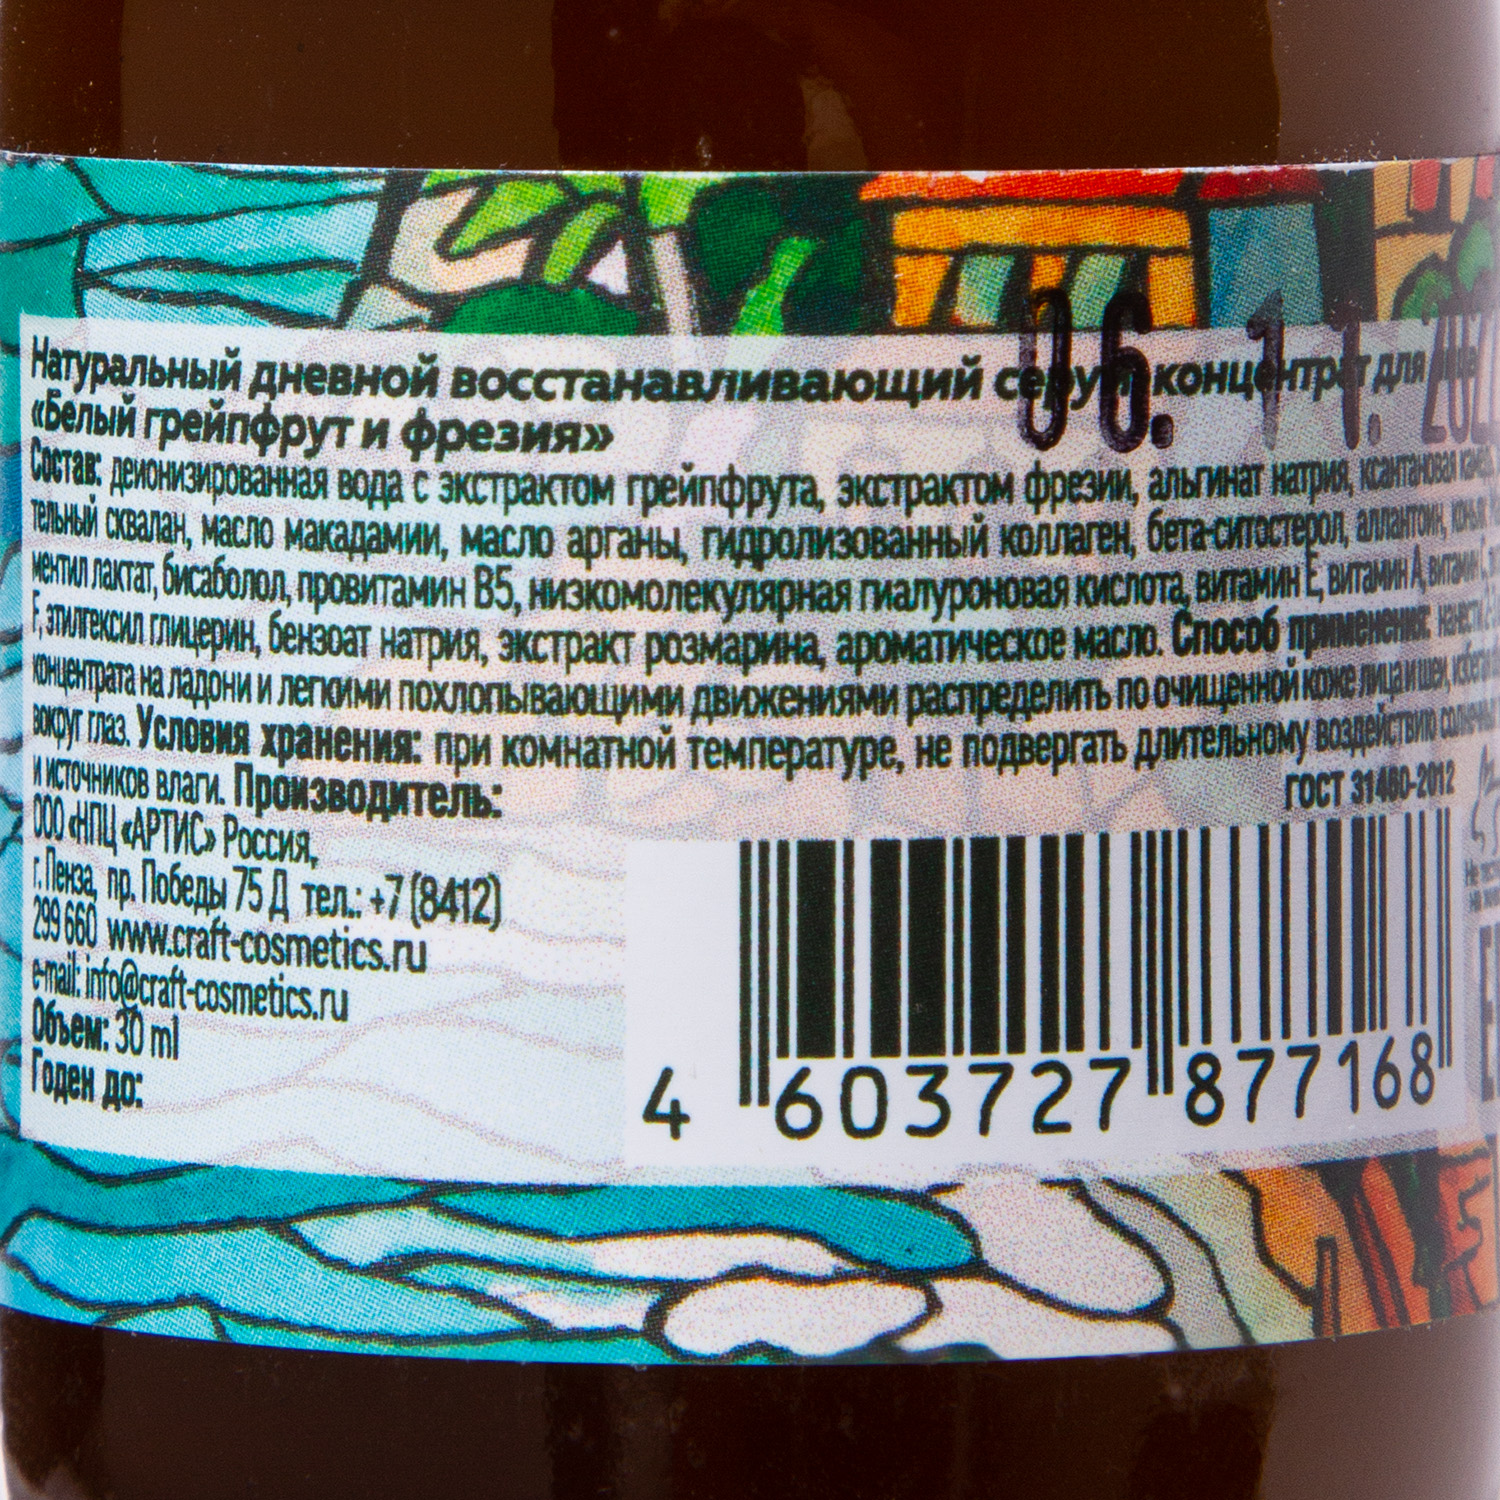 06. 11. 202
Натуральный дневной восстанавливающий серум концентрат для лица
«Белый грейпфрут и фрезия»
Состав: деионизированная вода с экстрактом грейпфрута, экстрактом фрезии, альгинат натрия, ксантановая
тельный сквалан, масло макадамии, масло арганы, гидролизованный коллаген, бета-ситостерол, аллантоин,
ментил лактат, бисаболол, провитамин В5, низкомолекулярная гиалуроновая кислота, витамин Е, витамин А, витамин С,
F, этилгексил глицерин, бензоат натрия, экстракт розмарина, ароматическое масло. Способ применения: нанести
концентрата на ладони и легкими похлопывающими движениями распределить по очищенной коже лица и шеи,
вокруг глаз. Условия хранения: при комнатной температуре, не подвергать длительному воздействию
и источников влаги. Производитель:
ГОСТ 31460-2012
ООО «НПЦ «АРТИС» Россия,
г. Пенза, пр. Победы 75 Д тел.: +7 (8412)
299 660 www.craft-cosmetics.ru
e-mail: info@craft-cosmetics.ru
Объем: 30 ml
Годен до:
4 603727 877168